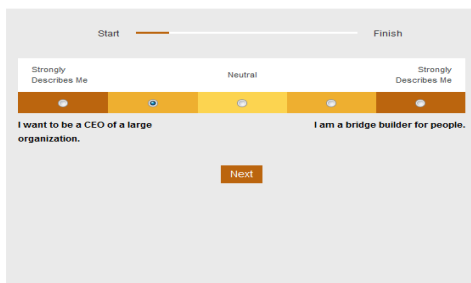 Start Finish
Strongly
Describes Me
Neutral
Strongly
Describes Me
I want to be a CEO of a large
organization.
I am a bridge builder for people.
Next